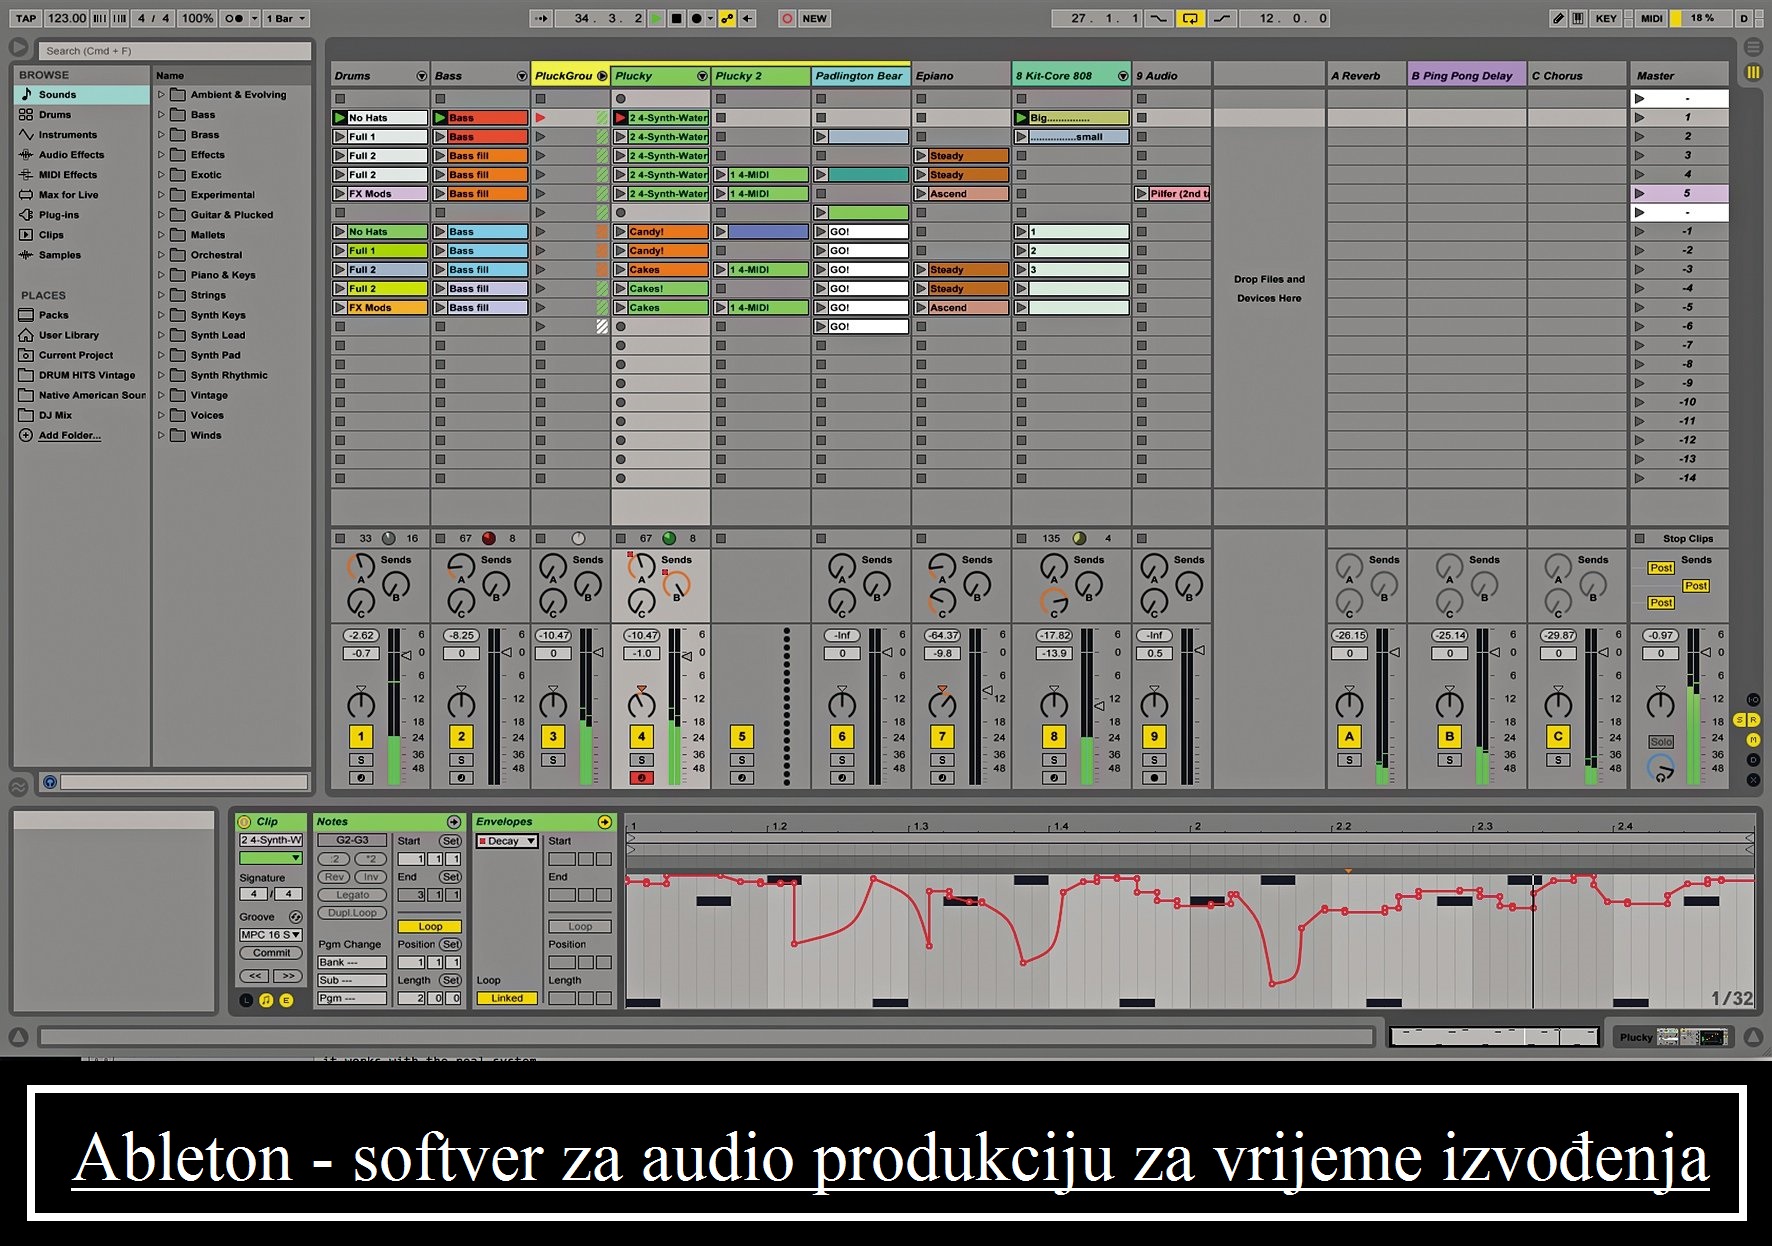 TAP 123.00 4 / 4 100% 1 Bar 34. 3. 2 NEW 27. 1. 1 12. 0. 0 KEY MIDI 18 % D
Search (Cmd + F)
BROWSE
Sounds
Drums
Instruments
Audio Effects
MIDI Effects
Max for Live
Plug-ins
Clips
Samples
PLACES
Packs
User Library
Current Project
DRUM HITS Vintage
Native American Soun
DJ Mix
Add Folder...
Name
Ambient & Evolving
Bass
Brass
Effects
Exotic
Experimental
Guitar & Plucked
Mallets
Orchestral
Piano & Keys
Strings
Synth Keys
Synth Lead
Synth Pad
Synth Rhythmic
Vintage
Voices
Winds
Drums Bass PluckGrou Plucky Plucky 2 Padlington Bear Epiano 8 Kit-Core 808 9 Audio A Reverb B Ping Pong Delay C Chorus Master
-
No Hats Bass 2 4-Synth-Water Big.............. 1
Full 1 Bass 2 4-Synth-Water ................small 2
Full 2 Bass fill 2 4-Synth-Water Steady 3
Full 2 Bass fill 2 4-Synth-Water 1 4-MIDI Steady 4
FX Mods Bass fill 2 4-Synth-Water 1 4-MIDI Ascend Pilfer (2nd t 5
-
No Hats Bass Candy! GO! 1 -1
Full 1 Bass Candy! GO! 2 -2
Full 2 Bass fill Cakes 1 4-MIDI GO! Steady 3 -3
Full 2 Bass fill Cakes! GO! Steady -4
FX Mods Bass fill Cakes 1 4-MIDI GO! Ascend -5
GO! -6
-7
-8
-9
-10
-11
-12
-13
-14
Drop Files and
Devices Here
33 16 67 8 67 8 135 4 Stop Clips
Sends Sends Sends Sends Sends Sends Sends Sends Sends Sends Sends Sends
A A A A A A A A A A A Post
B B B B B B B B B B B Post
C C C C C C C C C C C Post
-2.62 -8.25 -10.47 -10.47 -Inf -64.37 -17.82 -Inf -26.15 -25.14 -29.87 -0.97
-0.7 0 0 -1.0 0 -9.8 -13.9 0.5 0 0 0 0
6
0
6
12
18
24
36
48
1 2 3 4 5 6 7 8 9 A B C Solo
S S S S S S S S S S S S
Clip
2 4-Synth-W
Signature
4 / 4
Groove
MPC 16 S
Commit
<< >>
L E
Notes
G2-G3
:2 *2
Rev Inv
Legato
Dupl.Loop
Pgm Change
Bank ---
Sub ---
Pgm ---
Start Set
1 1 1
End Set
3 1 1
Loop
Position Set
1 1 1
Length Set
2 0 0
Envelopes
Decay
Loop
Linked
Start
End
Loop
Position
Length
1 1.2 1.3 1.4 2 2.2 2.3 2.4
1/32
Plucky
Ableton - softver za audio produkciju za vrijeme izvođenja